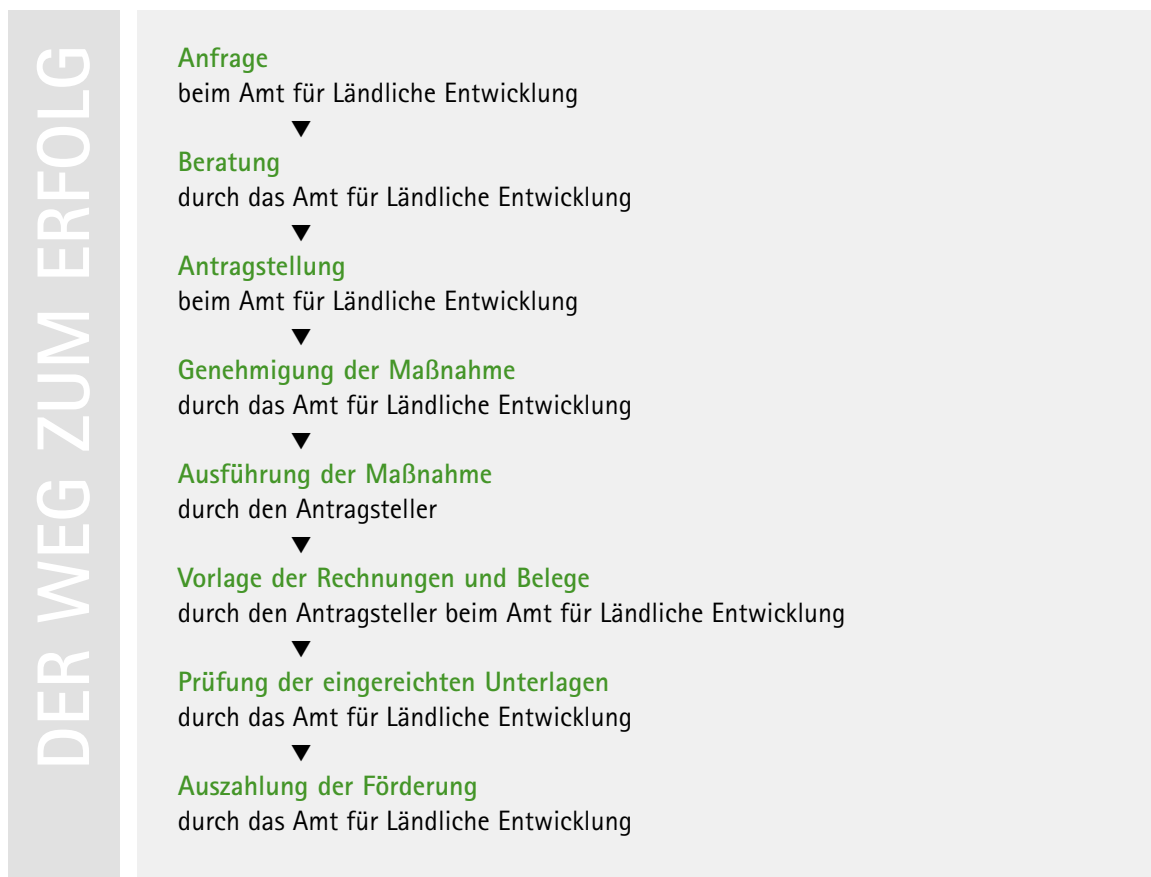 DER WEG ZUM ERFOLG
Anfrage
beim Amt für Ländliche Entwicklung
▼
Beratung
durch das Amt für Ländliche Entwicklung
▼
Antragstellung
beim Amt für Ländliche Entwicklung
▼
Genehmigung der Maßnahme
durch das Amt für Ländliche Entwicklung
▼
Ausführung der Maßnahme
durch den Antragsteller
▼
Vorlage der Rechnungen und Belege
durch den Antragsteller beim Amt für Ländliche Entwicklung
▼
Prüfung der eingereichten Unterlagen
durch das Amt für Ländliche Entwicklung
▼
Auszahlung der Förderung
durch das Amt für Ländliche Entwicklung